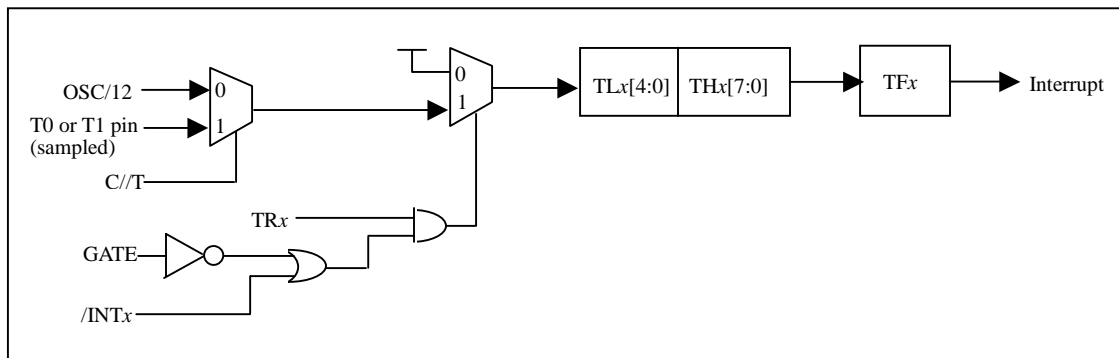 OSC/12
0
T0 or T1 pin
(sampled)
1
C//T
0
1
TLx[4:0]
THx[7:0]
TFx
Interrupt
TRx
GATE
/INTx